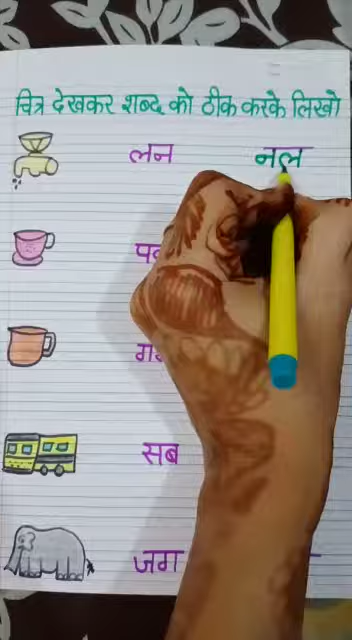 चित्र देखकर शब्द को ठीक करके लिखो
लन नल
सब
जग